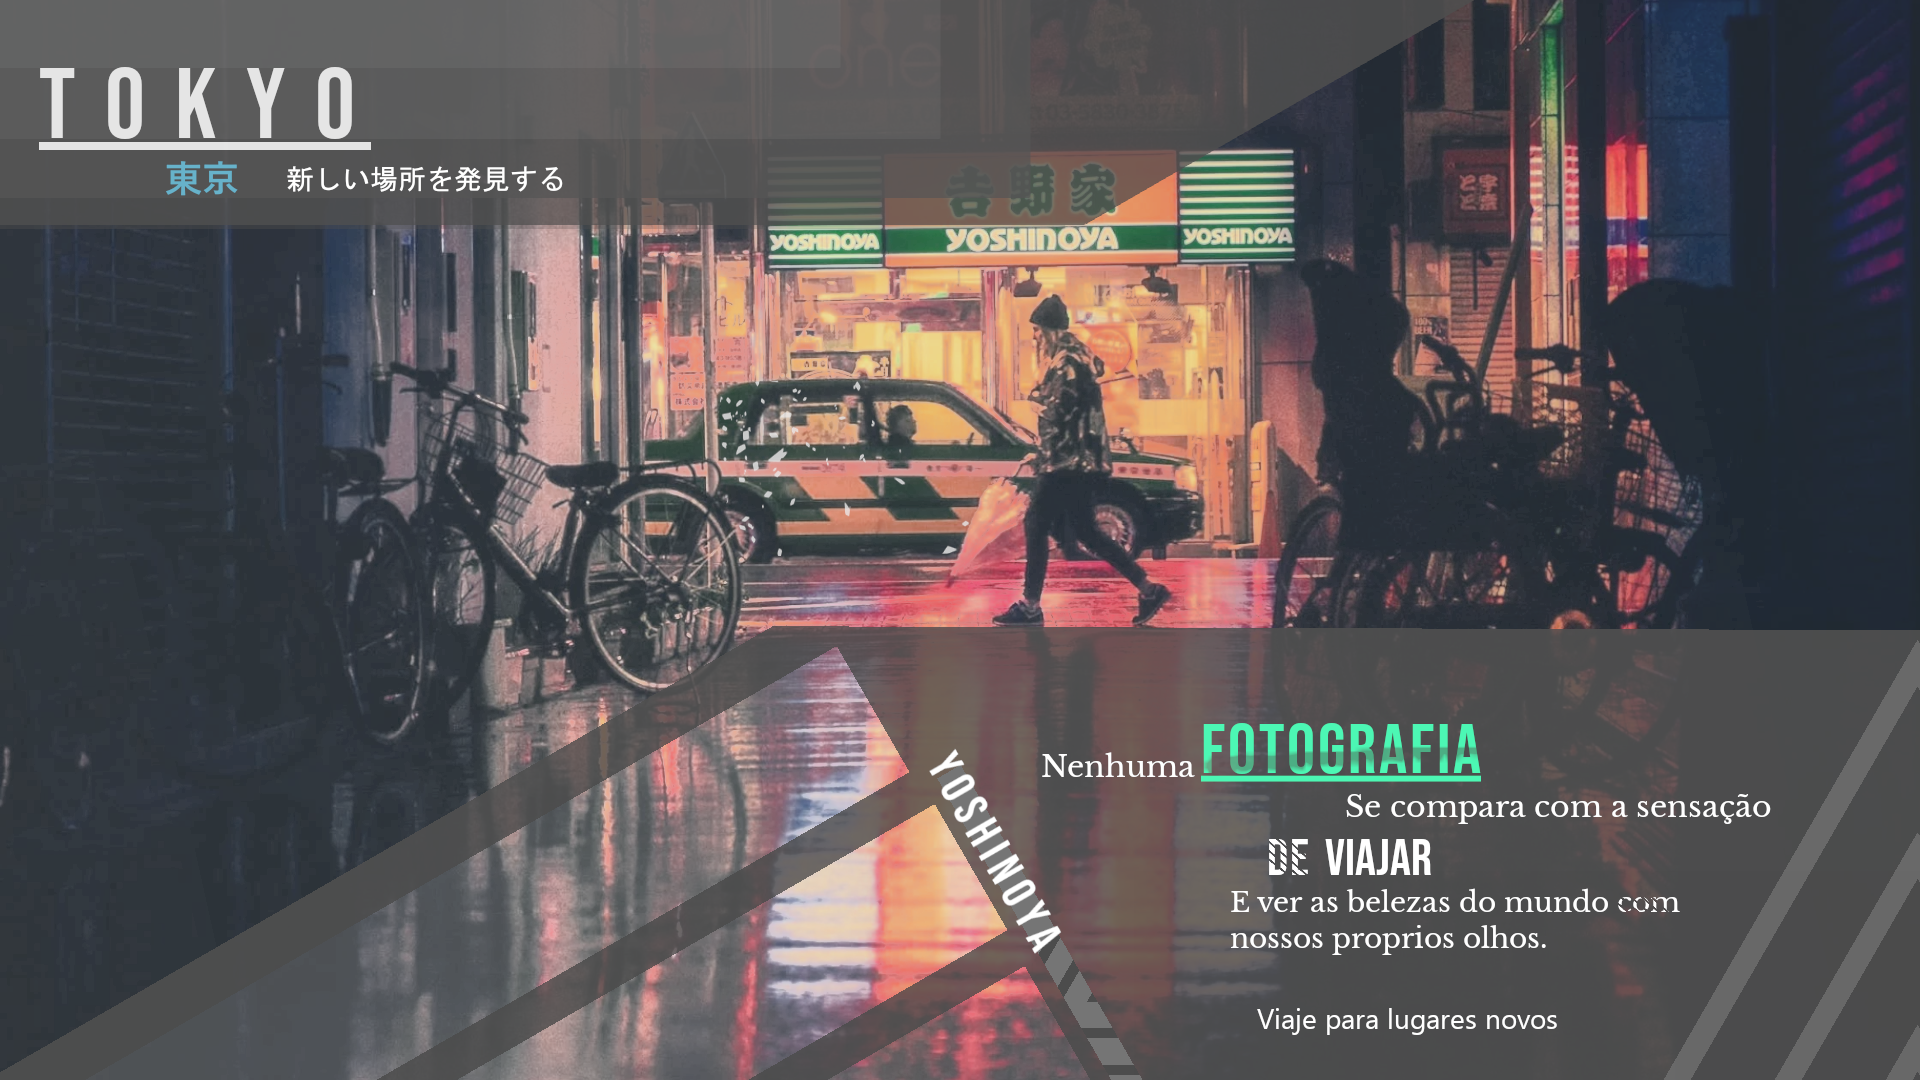 TOKYO
東京 新しい場所を発見する
吉野家
YOSHINOYA YOSHINOYA YOSHINOYA
YOSHINOYA
Nenhuma FOTOGRAFIA
Se compara com a sensação
DE VIAJAR
E ver as belezas do mundo com
nossos proprios olhos.
Viaje para lugares novos